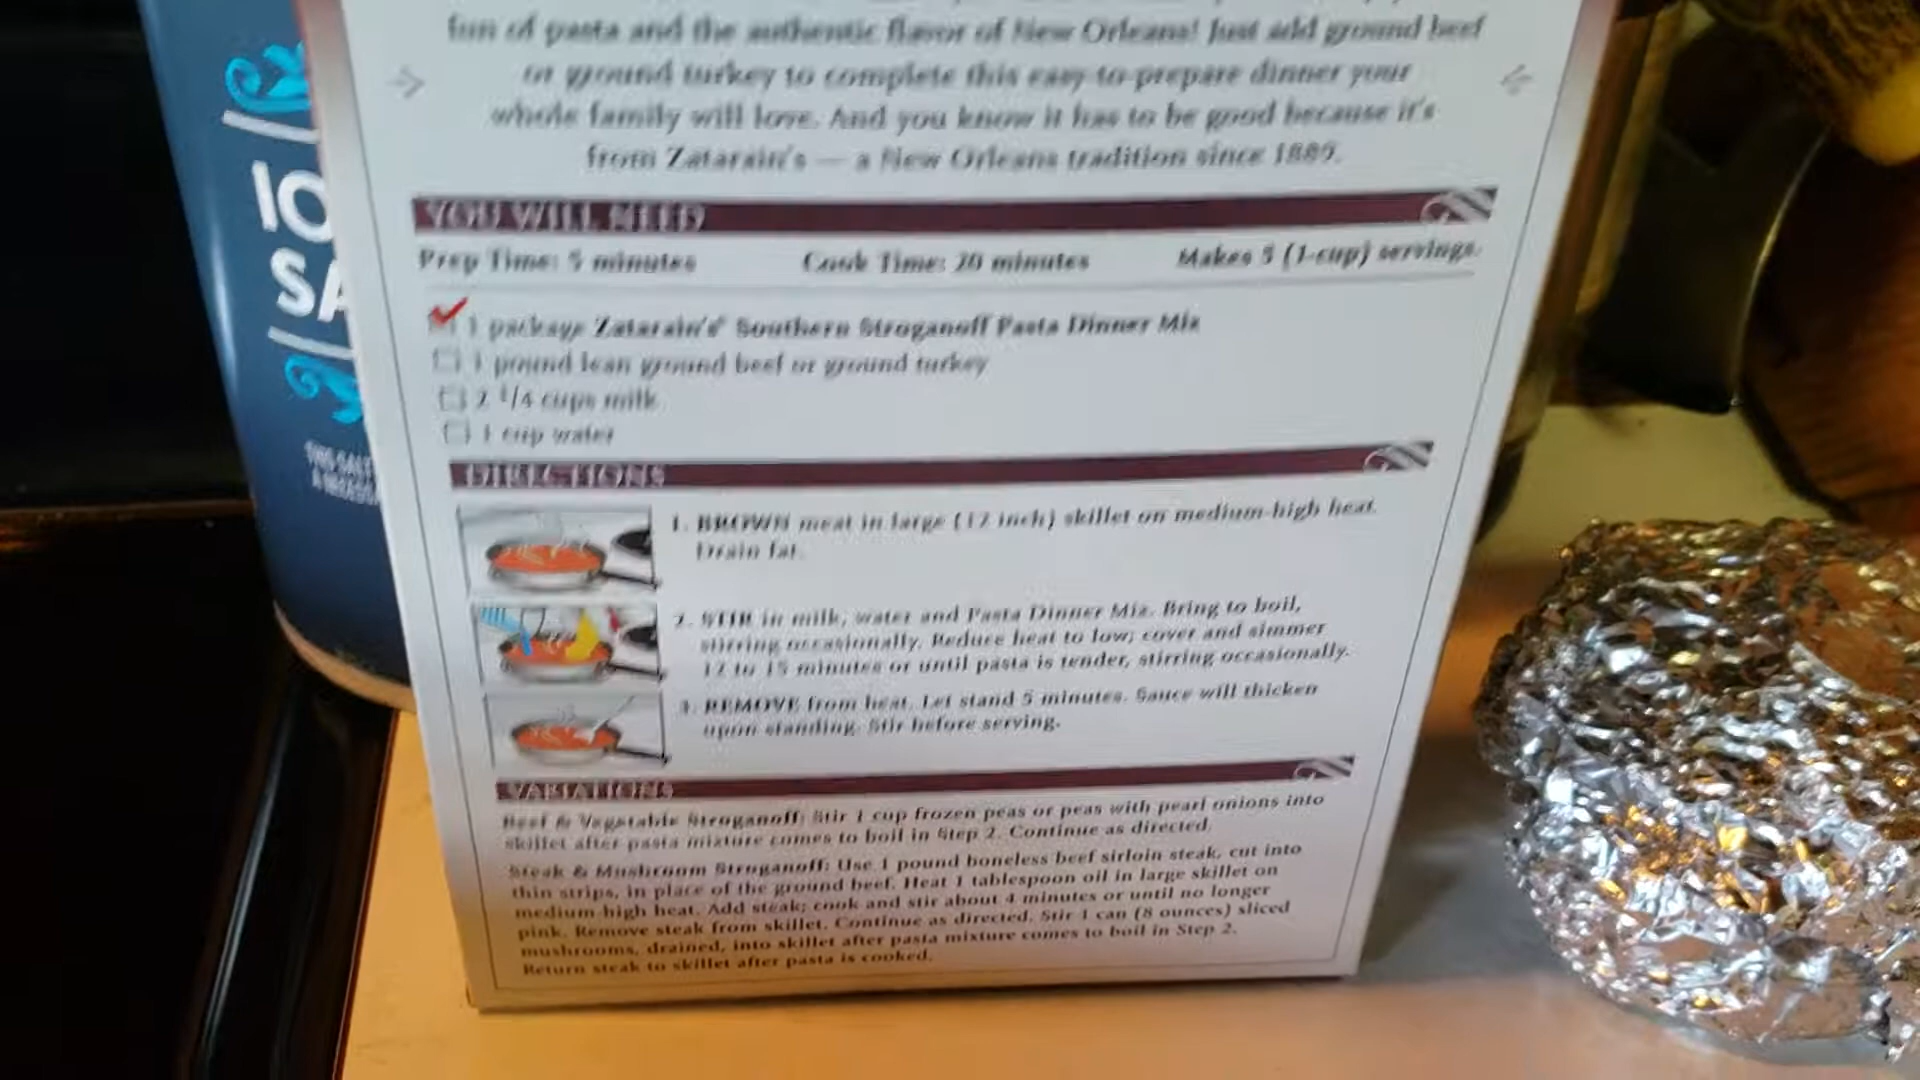 fun of pasta and the authentic flavor of New Orleans! Just add ground beef
or ground turkey to complete this easy-to-prepare dinner your
whole family will love. And you know it has to be good because it's
from Zatarain's — a New Orleans tradition since 1889.
IO
SA
YOU WILL NEED
Prep Time: 5 minutes Cook Time: 20 minutes Makes 5 (1-cup) servings.
1 package Zatarain's® Southern Stroganoff Pasta Dinner Mix
1 pound lean ground beef or ground turkey
2 1/4 cups milk
1 cup water
THIS SALT
A NECESSA
DIRECTIONS
1. BROWN meat in large (12 inch) skillet on medium-high heat.
Drain fat.
2. STIR in milk, water and Pasta Dinner Mix. Bring to boil,
stirring occasionally. Reduce heat to low; cover and simmer
12 to 15 minutes or until pasta is tender, stirring occasionally.
3. REMOVE from heat. Let stand 5 minutes. Sauce will thicken
upon standing. Stir before serving.
VARIATIONS
Beef & Vegetable Stroganoff: Stir 1 cup frozen peas or peas with pearl onions into
skillet after pasta mixture comes to boil in Step 2. Continue as directed.
Steak & Mushroom Stroganoff: Use 1 pound boneless beef sirloin steak, cut into
thin strips, in place of the ground beef. Heat 1 tablespoon oil in large skillet on
medium-high heat. Add steak; cook and stir about 4 minutes or until no longer
pink. Remove steak from skillet. Continue as directed. Stir 1 can (8 ounces) sliced
mushrooms, drained, into skillet after pasta mixture comes to boil in Step 2.
Return steak to skillet after pasta is cooked.